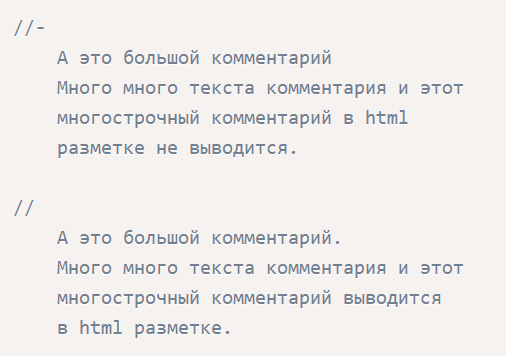 //-
А это большой комментарий
Много много текста комментария и этот
многострочный комментарий в html
разметке не выводится.
//
А это большой комментарий.
Много много текста комментария и этот
многострочный комментарий выводится
в html разметке.